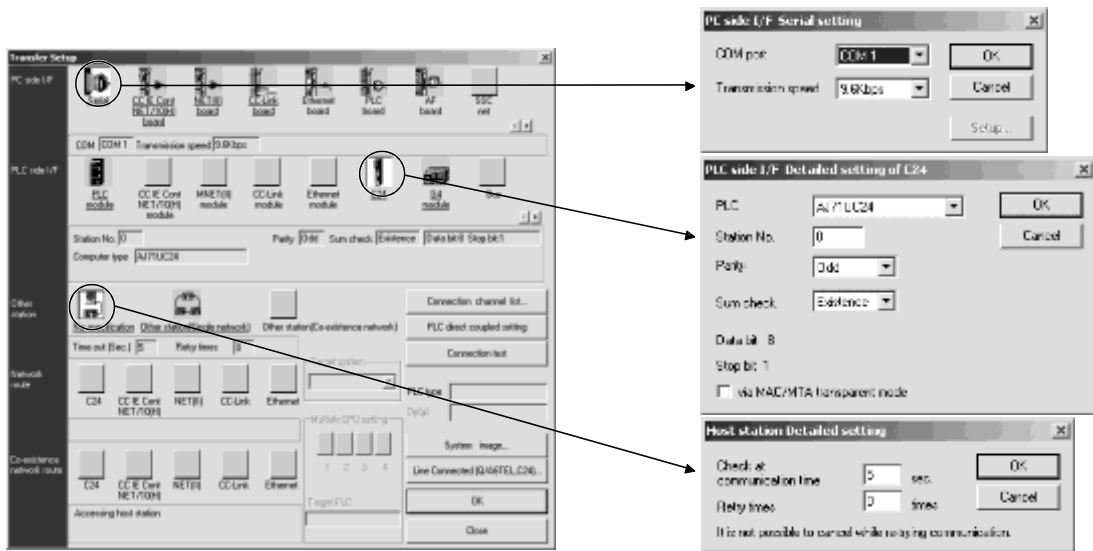 Transfer Setup
PC side I/F
Serial
CC IE Cont
NET/10(H)
board
NET(II)
board
CC-Link
board
Ethernet
board
PLC
board
AF
board
SSC
net
COM COM 1 Transmission speed 9.6Kbps
PLC side I/F
PLC
module
CC IE Cont
NET/10(H)
module
MNET(II)
module
CC-Link
module
Ethernet
module
C24
G4
module
Bus
Station No. 0 Parity Odd Sum check Existence Data bit:8 Stop bit:1
Computer type AJ71UC24
Other
station
No specification
Other station(Single network)
Other station(Co-existence network)
Time out (Sec.) 5 Retry times 0
Network
route
C24
CC IE Cont
NET/10(H)
NET(II)
CC-Link
Ethernet
Co-existence
network route
C24
CC IE Cont
NET/10(H)
NET(II)
CC-Link
Ethernet
Accessing host station
Target system
Multiple CPU setting
1 2 3 4
Target PLC
Connection channel list...
PLC direct coupled setting
Connection test
PLC type
Detail
System image...
Line Connected (Q/A6TEL,C24)...
OK
Close
PC side I/F Serial setting
COM port COM 1
Transmission speed 9.6Kbps
OK
Cancel
Setup...
PLC side I/F Detailed setting of C24
PLC AJ71UC24
Station No. 0
Parity Odd
Sum check Existence
Data bit 8
Stop bit 1
via MAC/MTA transparent mode
OK
Cancel
Host station Detailed setting
Check at
communication time 5 sec.
Retry times 0 times
OK
Cancel
It is not possible to cancel while retrying communication.